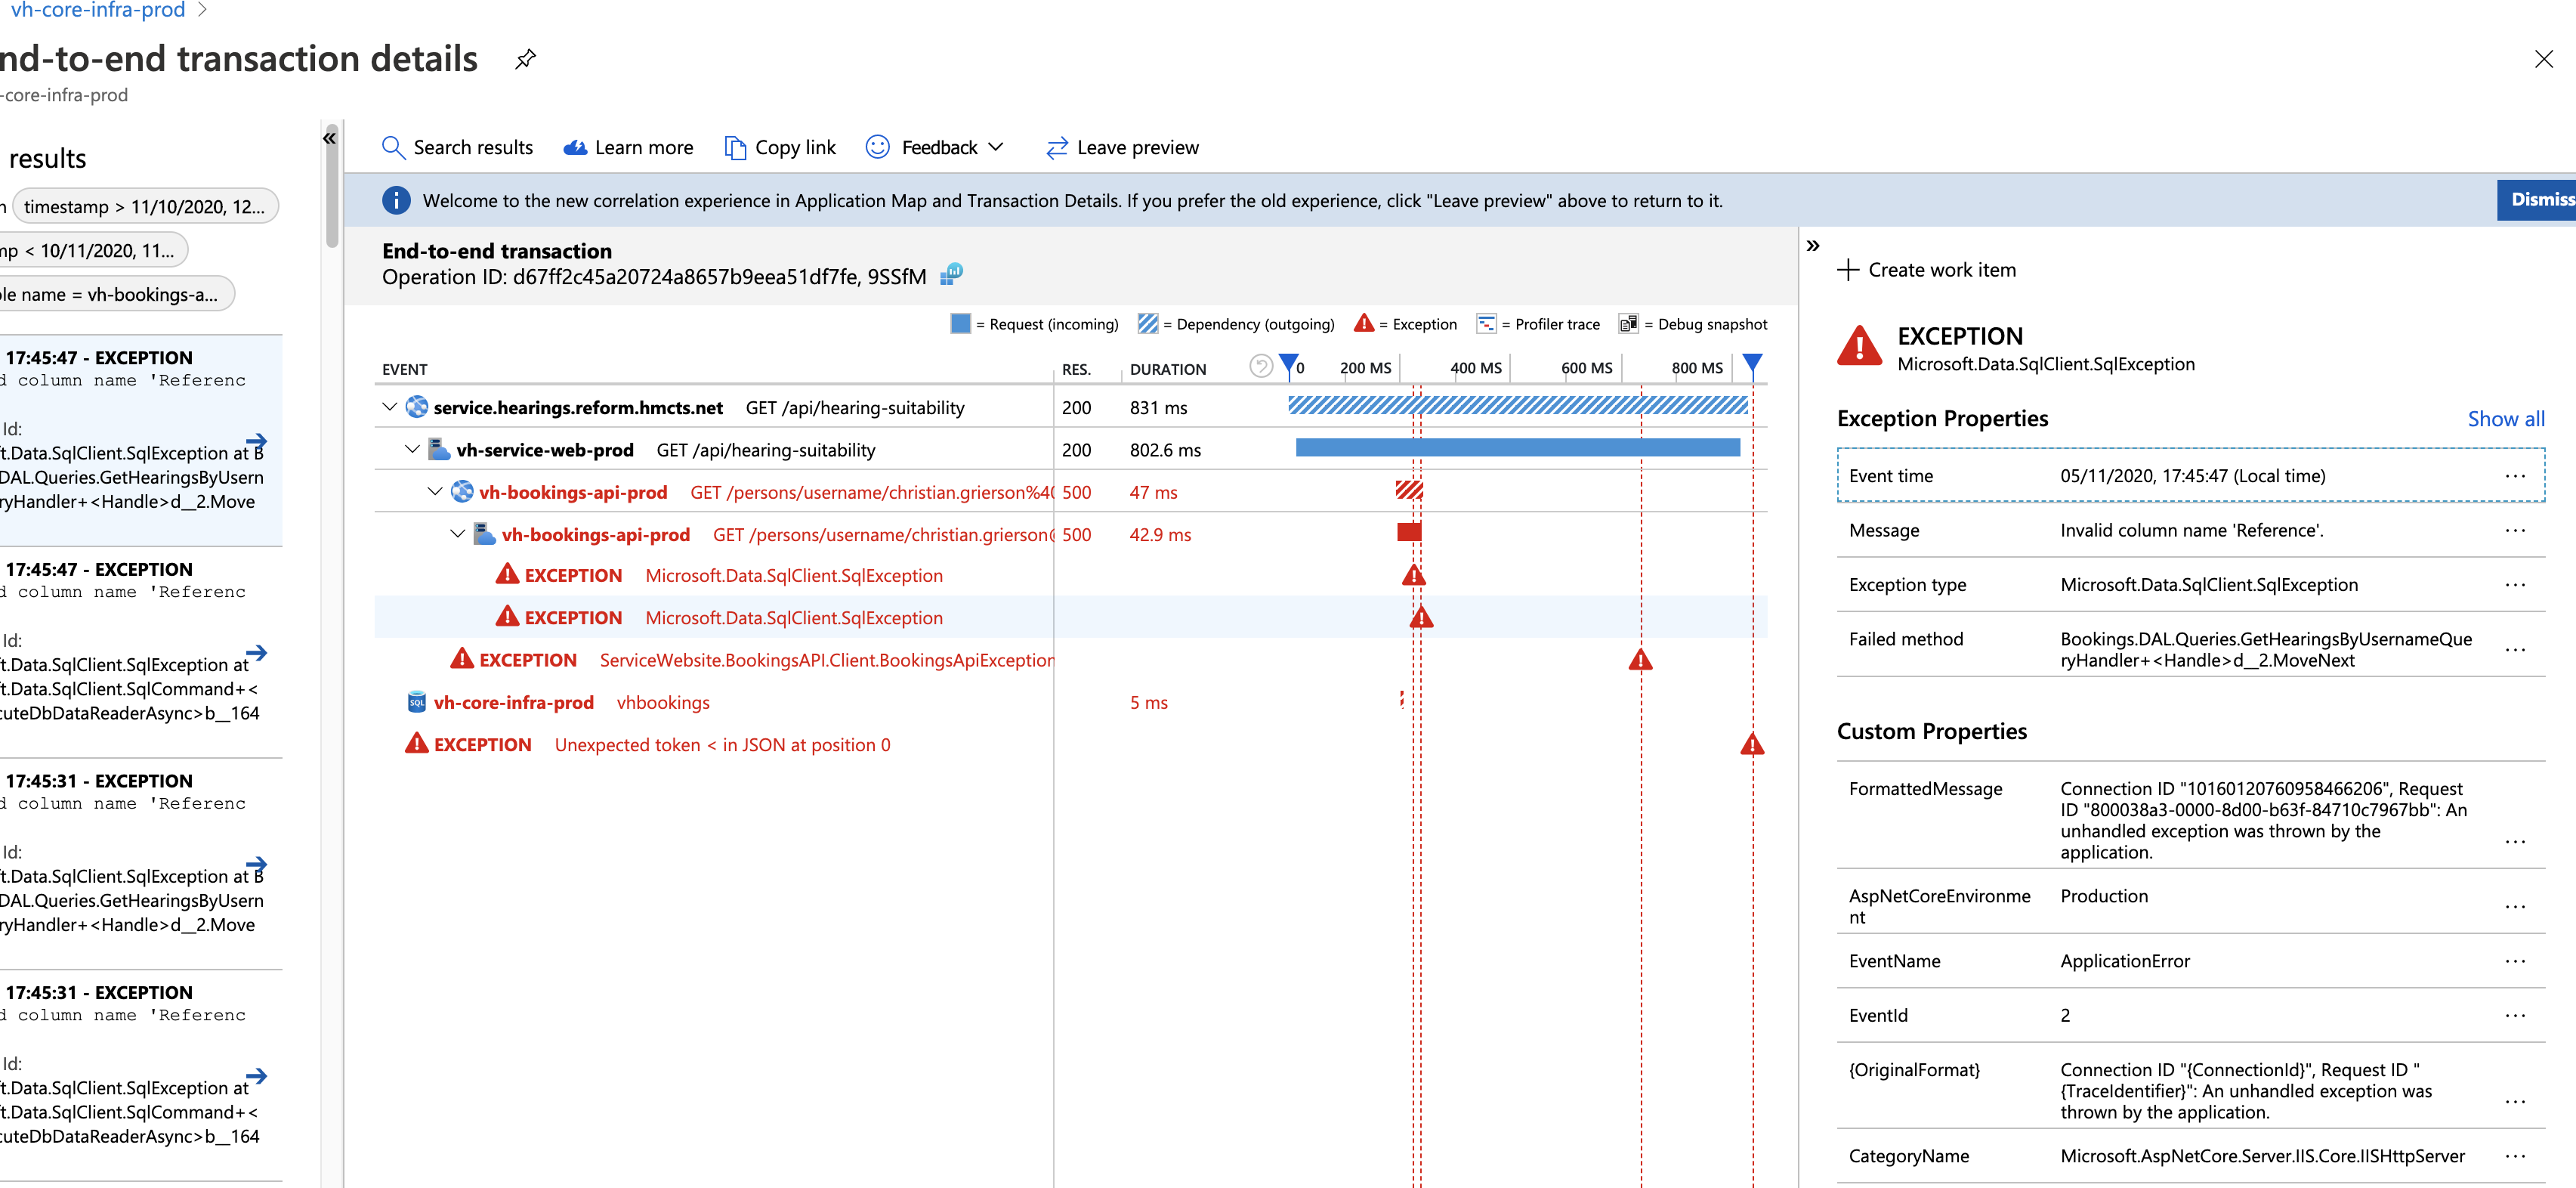 vh-core-infra-prod
nd-to-end transaction details
-core-infra-prod
results
timestamp > 11/10/2020, 12...
mp < 10/11/2020, 11...
ole name = vh-bookings-a...
17:45:47 - EXCEPTION
d column name 'Referenc
Id:
t.Data.SqlClient.SqlException at B
DAL.Queries.GetHearingsByUsern
ryHandler+<Handle>d__2.Move
17:45:47 - EXCEPTION
d column name 'Referenc
Id:
t.Data.SqlClient.SqlException at
t.Data.SqlClient.SqlCommand+<
cuteDbDataReaderAsync>b__164
17:45:31 - EXCEPTION
d column name 'Referenc
Id:
t.Data.SqlClient.SqlException at B
DAL.Queries.GetHearingsByUsern
ryHandler+<Handle>d__2.Move
17:45:31 - EXCEPTION
d column name 'Referenc
Id:
t.Data.SqlClient.SqlException at
t.Data.SqlClient.SqlCommand+<
cuteDbDataReaderAsync>b__164
Search results Learn more Copy link Feedback Leave preview
Welcome to the new correlation experience in Application Map and Transaction Details. If you prefer the old experience, click "Leave preview" above to return to it.
Dismiss
End-to-end transaction
Operation ID: d67ff2c45a20724a8657b9eea51df7fe, 9SSfM
= Request (incoming) = Dependency (outgoing) = Exception = Profiler trace = Debug snapshot
EVENT RES. DURATION 0 200 MS 400 MS 600 MS 800 MS
service.hearings.reform.hmcts.net GET /api/hearing-suitability 200 831 ms
vh-service-web-prod GET /api/hearing-suitability 200 802.6 ms
vh-bookings-api-prod GET /persons/username/christian.grierson%40 500 47 ms
vh-bookings-api-prod GET /persons/username/christian.grierson@ 500 42.9 ms
EXCEPTION Microsoft.Data.SqlClient.SqlException
EXCEPTION Microsoft.Data.SqlClient.SqlException
EXCEPTION ServiceWebsite.BookingsAPI.Client.BookingsApiException
SQL vh-core-infra-prod vhbookings 5 ms
EXCEPTION Unexpected token < in JSON at position 0
Create work item
EXCEPTION
Microsoft.Data.SqlClient.SqlException
Exception Properties Show all
Event time 05/11/2020, 17:45:47 (Local time) ...
Message Invalid column name 'Reference'. ...
Exception type Microsoft.Data.SqlClient.SqlException ...
Failed method Bookings.DAL.Queries.GetHearingsByUsernameQue
ryHandler+<Handle>d__2.MoveNext ...
Custom Properties
FormattedMessage Connection ID "10160120760958466206", Request
ID "800038a3-0000-8d00-b63f-84710c7967bb": An
unhandled exception was thrown by the
application. ...
AspNetCoreEnvironme Production
nt ...
EventName ApplicationError ...
EventId 2 ...
{OriginalFormat} Connection ID "{ConnectionId}", Request ID "
{TraceIdentifier}": An unhandled exception was
thrown by the application. ...
CategoryName Microsoft.AspNetCore.Server.IIS.Core.IISHttpServer ...